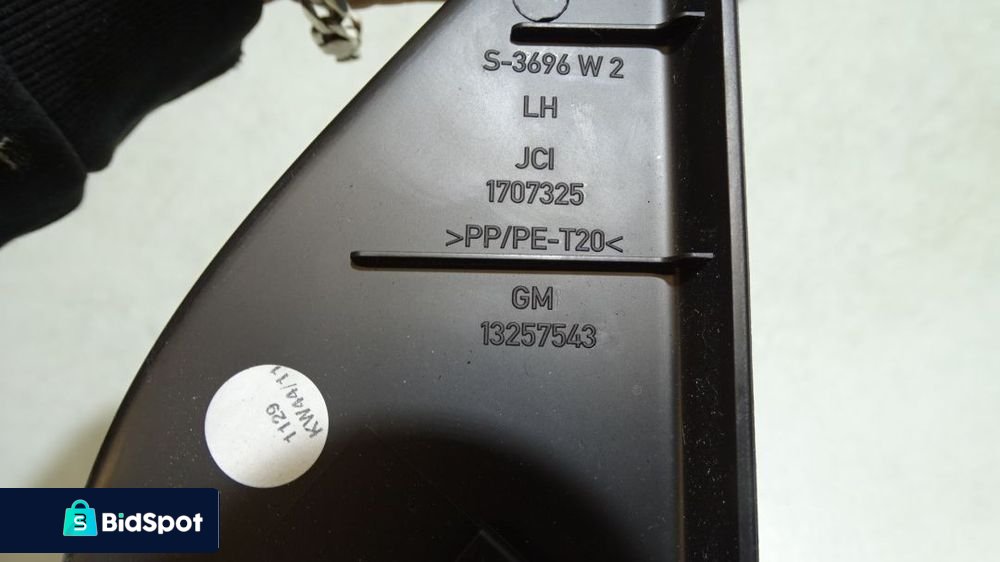 S-3696 W 2
LH
JCI
1707325
>PP/PE-T20<
GM
13257543
1129
KW44/11
BidSpot